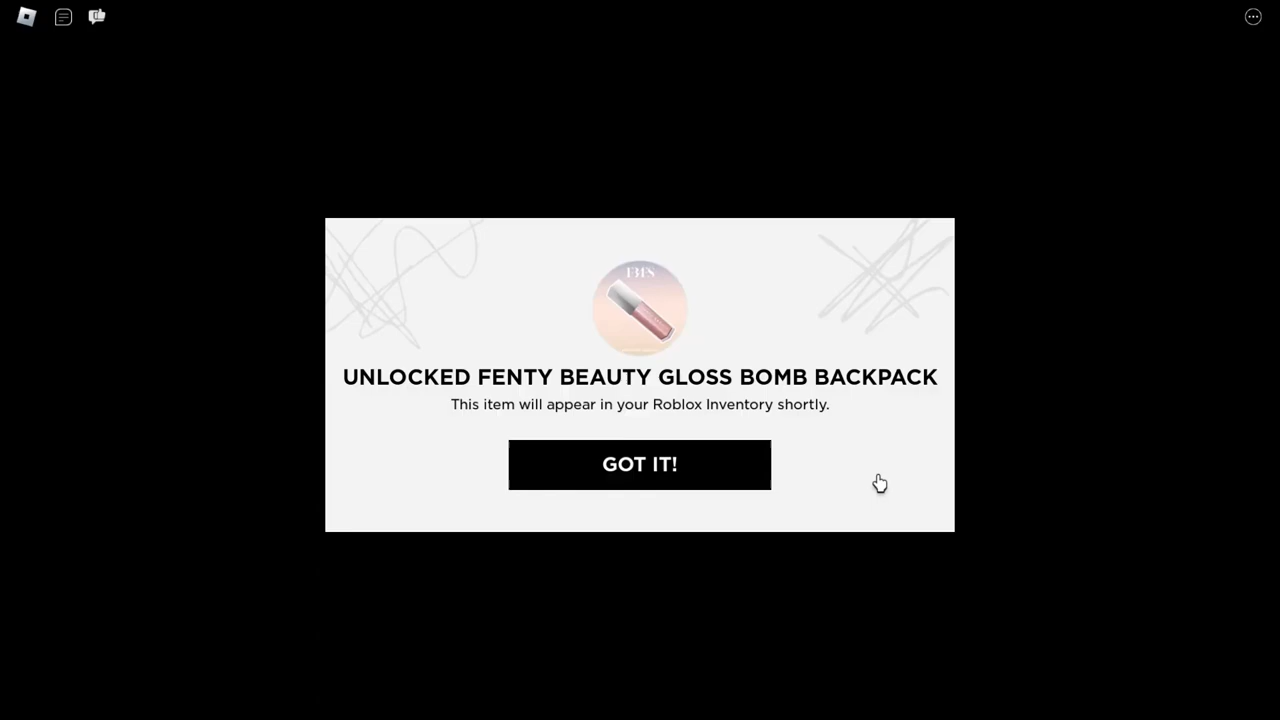 UNLOCKED FENTY BEAUTY GLOSS BOMB BACKPACK
This item will appear in your Roblox Inventory shortly.
GOT IT!